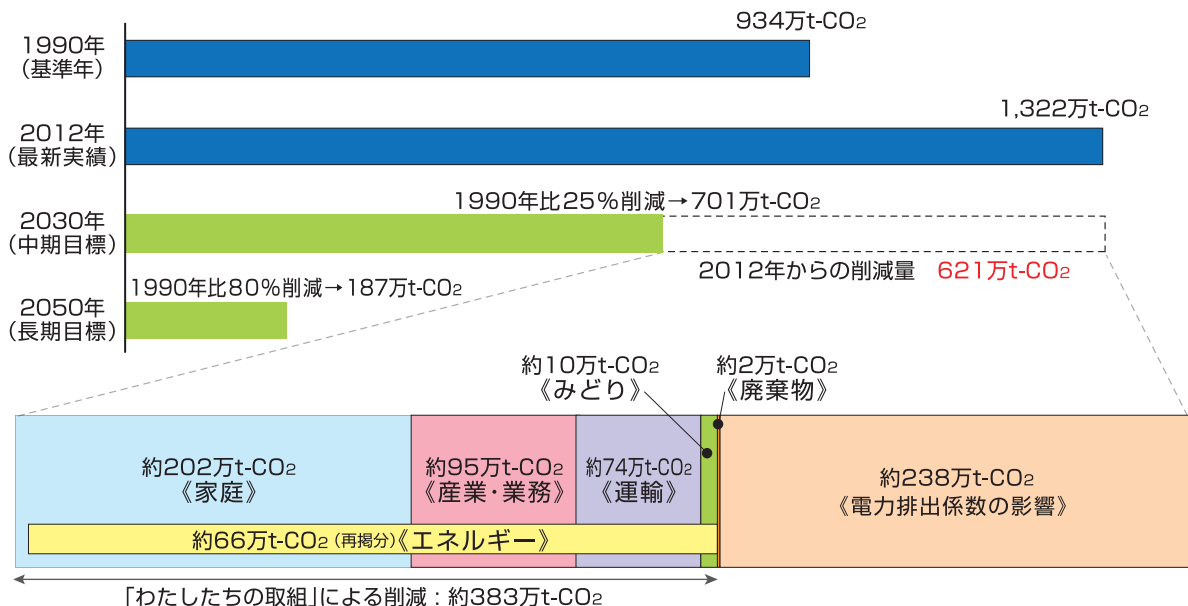 934万t-CO2
1990年
(基準年)
1,322万t-CO2
2012年
(最新実績)
1990年比25%削減→701万t-CO2
2030年
(中期目標)
2012年からの削減量 621万t-CO2
1990年比80%削減→187万t-CO2
2050年
(長期目標)
約10万t-CO2
《みどり》
約2万t-CO2
《廃棄物》
約202万t-CO2
《家庭》
約95万t-CO2
《産業・業務》
約74万t-CO2
《運輸》
約238万t-CO2
《電力排出係数の影響》
約66万t-CO2(再掲分)《エネルギー》
「わたしたちの取組」による削減:約383万t-CO2